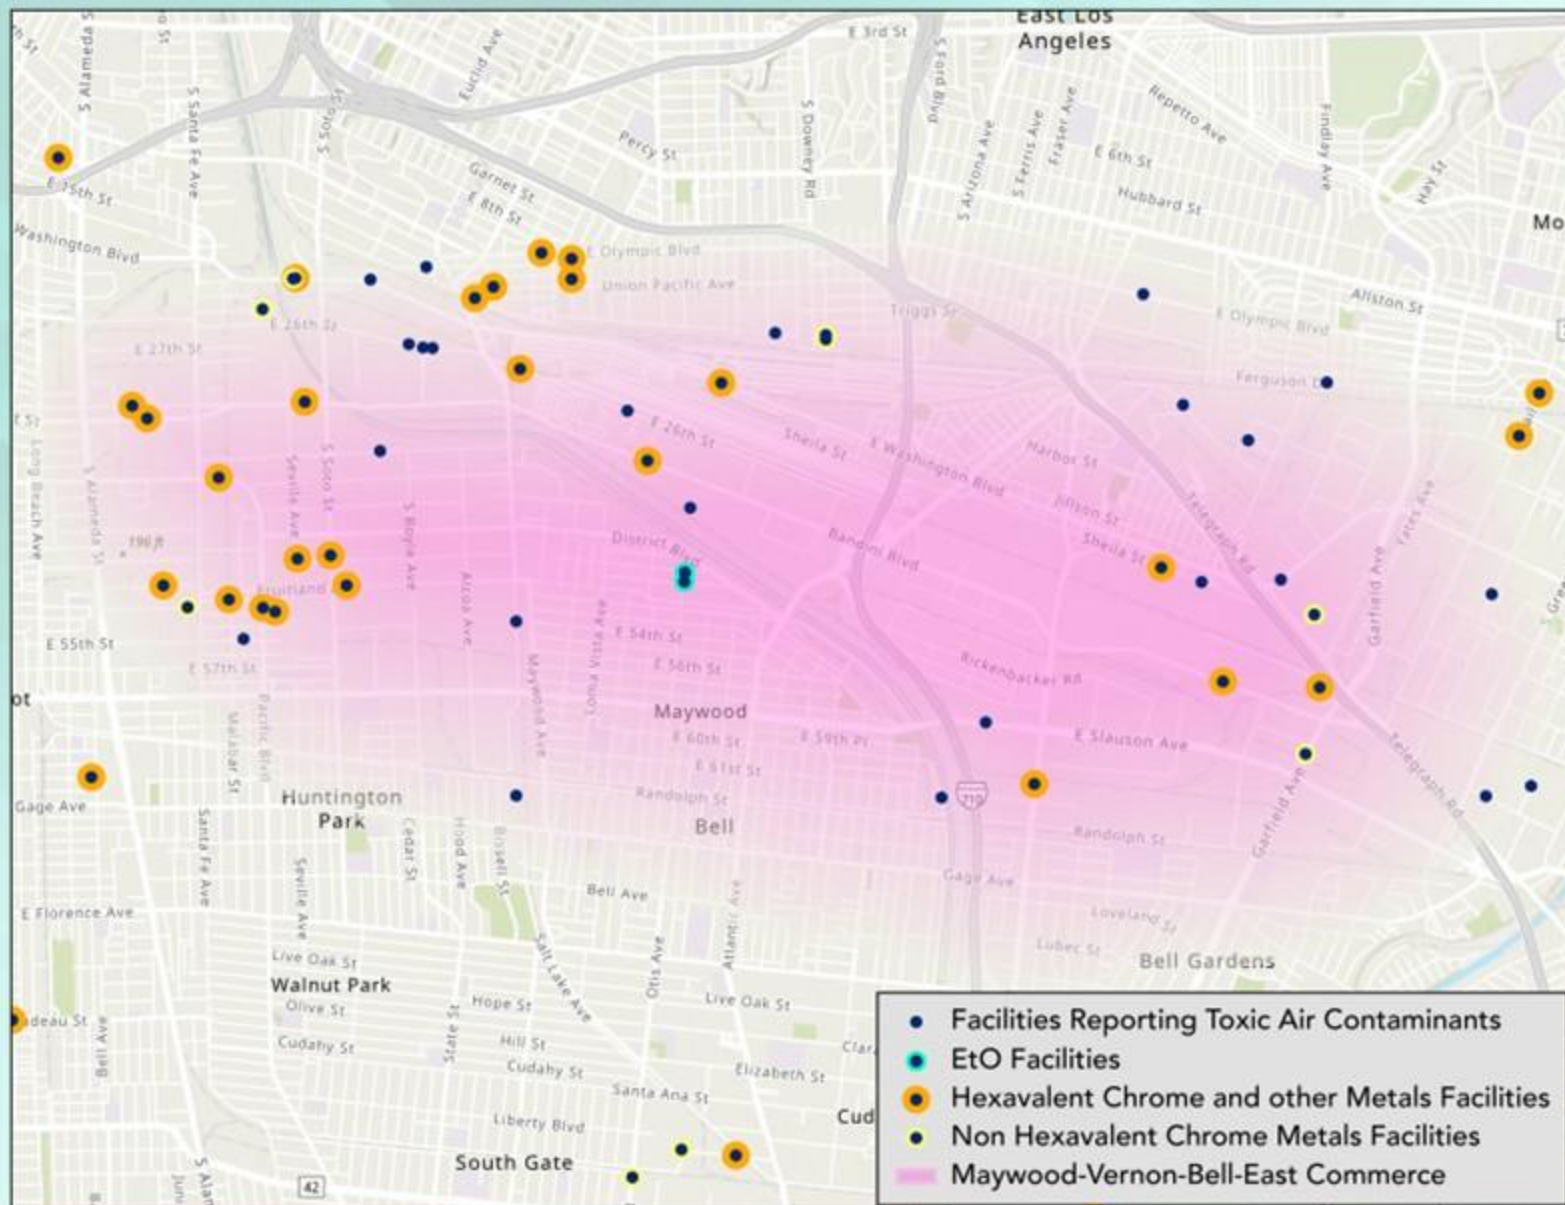 East Los
Angeles
E 3rd St
S Alameda S
S Santa Fe Ave
S Soto St
Euclid Ave
S Downey Rd
S Ford Blvd
Percy St
Garnet St
E 8th St
S Arizona Ave
S Ferris Ave
Fraser Ave
Repetto Ave
E 6th St
Hubbard St
Findlay Ave
Hay St
E 15th St
Washington Blvd
Mo
E Olympic Blvd
Union Pacific Ave
Triggs St
Allston St
E Olympic Blvd
E 26th St
E 27th St
Ferguson D
E St
Long Beach Ave
S Alameda St
Seville Ave
S Soto St
S Boyle Ave
E 26th St
Sheila St
E Washington Blvd
Harbor St
Jillson St
Sheila St
Telegraph Rd
Yates Ave
Garfield Ave
196 ft
District Blvd
Bandini Blvd
Fruitland
Alcoa Ave
E 55th St
E 57th St
E 54th St
E 56th St
Loma Vista Ave
Maywood Ave
Rickenbacker Rd
ot
Maywood
E 60th St
E 59th Pl
E 61st St
E Slauson Ave
Malabar St
Pacific Blvd
Telegraph Rd
Garfield Ave
Gage Ave
Huntington
Park
Randolph St
Bell
710
Randolph St
Santa Fe Ave
Cedar St
Hood Ave
Bissell St
Seville Ave
Gage Ave
Bell Ave
E Florence Ave
Loveland St
Lubec St
Live Oak St
Salt Lake Ave
Otis Ave
Atlantic Ave
Bell Gardens
Walnut Park
Olive St
Hope St
Live Oak St
deau St
Bell Ave
Cudahy St
State St
Hill St
Cudahy St
Elizabeth St
Clar
Santa Ana St
Liberty Blvd
Cud
South Gate
S Alar
Juni
42
Facilities Reporting Toxic Air Contaminants
EtO Facilities
Hexavalent Chrome and other Metals Facilities
Non Hexavalent Chrome Metals Facilities
Maywood-Vernon-Bell-East Commerce